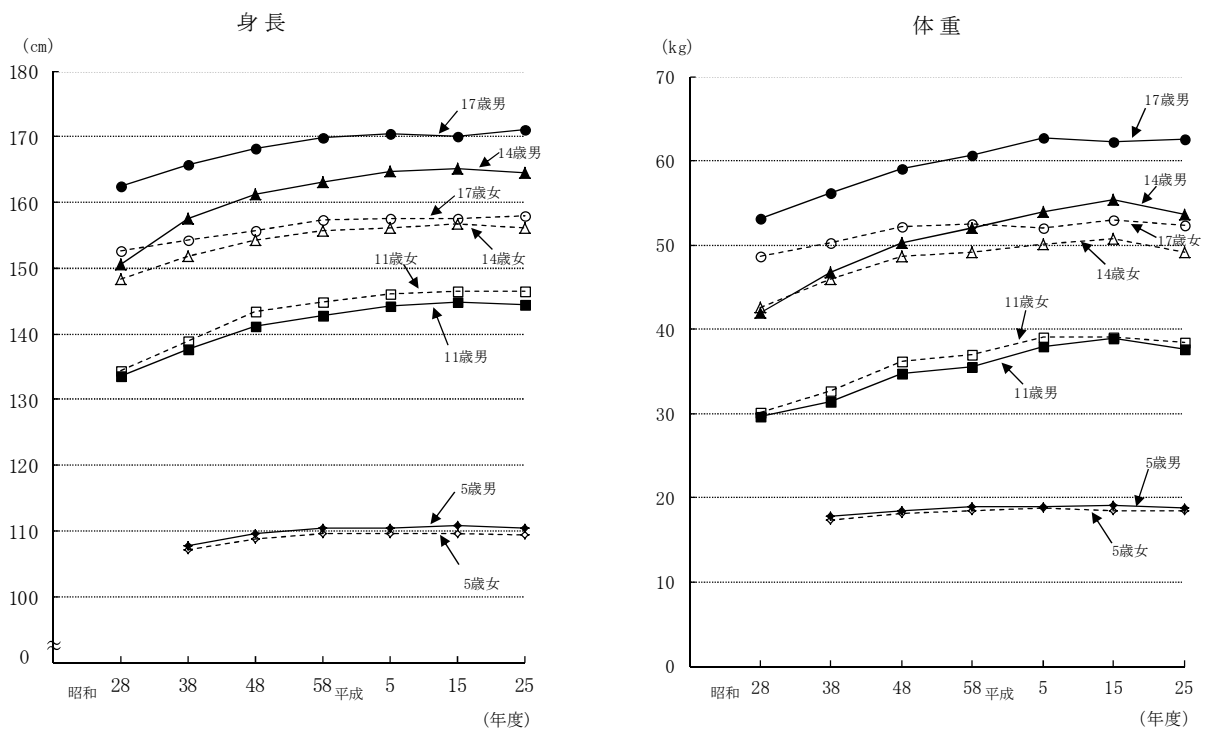 身長
(cm)
180
170
160
150
140
130
120
110
100
0
17歳男
14歳男
17歳女
14歳女
11歳女
11歳男
5歳男
5歳女
昭和 28 38 48 58 平成 5 15 25
(年度)
体重
(kg)
70
60
50
40
30
20
10
0
17歳男
14歳男
17歳女
14歳女
11歳女
11歳男
5歳男
5歳女
昭和 28 38 48 58 平成 5 15 25
(年度)